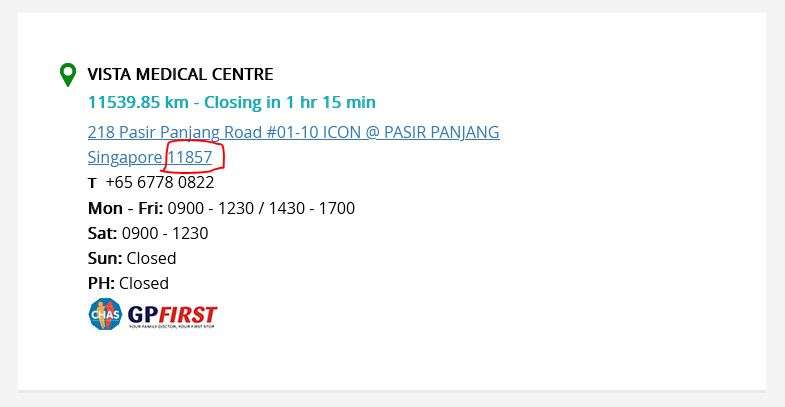 VISTA MEDICAL CENTRE
11539.85 km - Closing in 1 hr 15 min
218 Pasir Panjang Road #01-10 ICON @ PASIR PANJANG
Singapore 11857
T +65 6778 0822
Mon - Fri: 0900 - 1230 / 1430 - 1700
Sat: 0900 - 1230
Sun: Closed
PH: Closed
CHAS GPFIRST
YOUR FAMILY DOCTOR, YOUR FIRST STOP